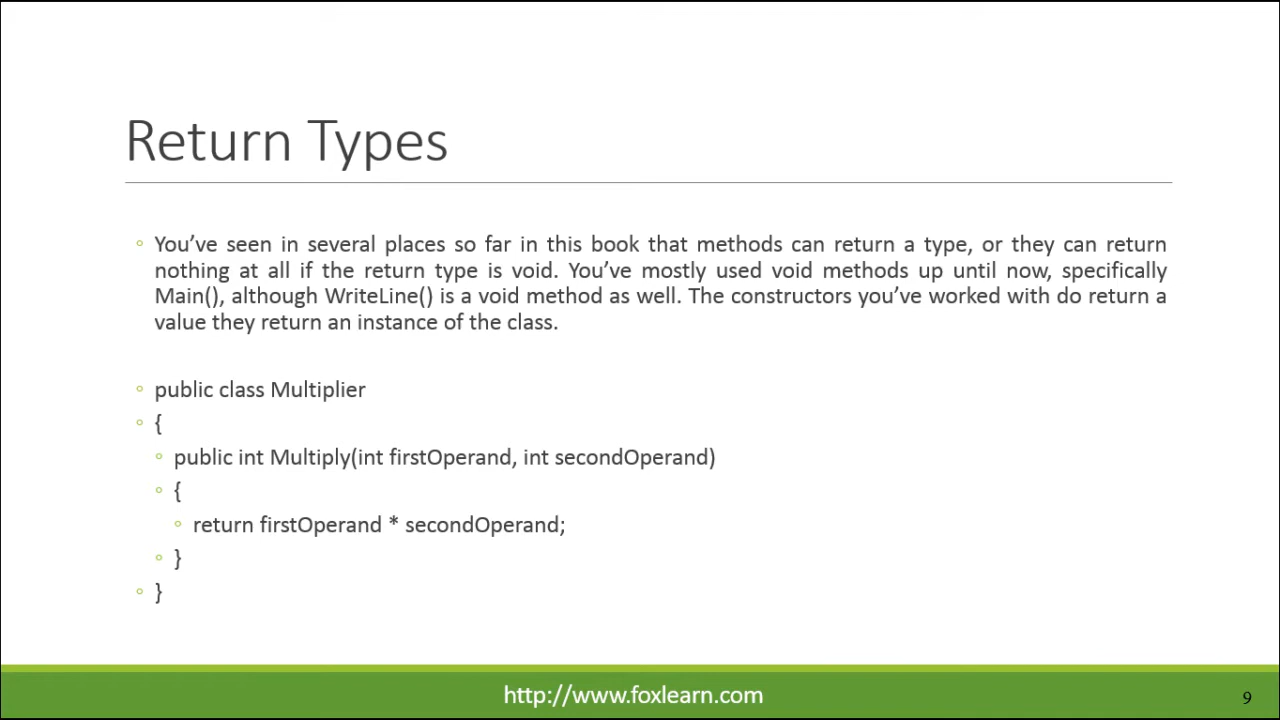 Return Types
You've seen in several places so far in this book that methods can return a type, or they can return
nothing at all if the return type is void. You've mostly used void methods up until now, specifically
Main(), although WriteLine() is a void method as well. The constructors you've worked with do return a
value they return an instance of the class.
public class Multiplier
{
public int Multiply(int firstOperand, int secondOperand)
{
return firstOperand * secondOperand;
}
}
http://www.foxlearn.com
9